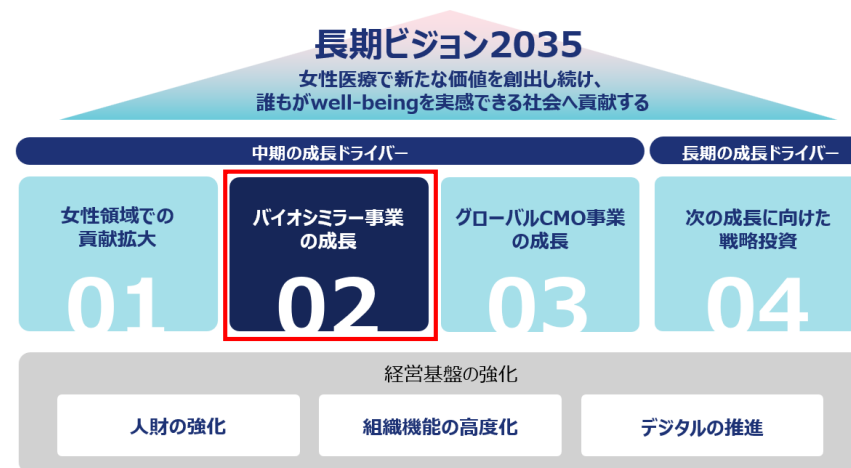 長期ビジョン2035
女性医療で新たな価値を創出し続け、
誰もがwell-beingを実感できる社会へ貢献する
中期の成長ドライバー
長期の成長ドライバー
女性領域での
貢献拡大
01
バイオシミラー事業
の成長
02
グローバルCMO事業
の成長
03
次の成長に向けた
戦略投資
04
経営基盤の強化
人財の強化
組織機能の高度化
デジタルの推進